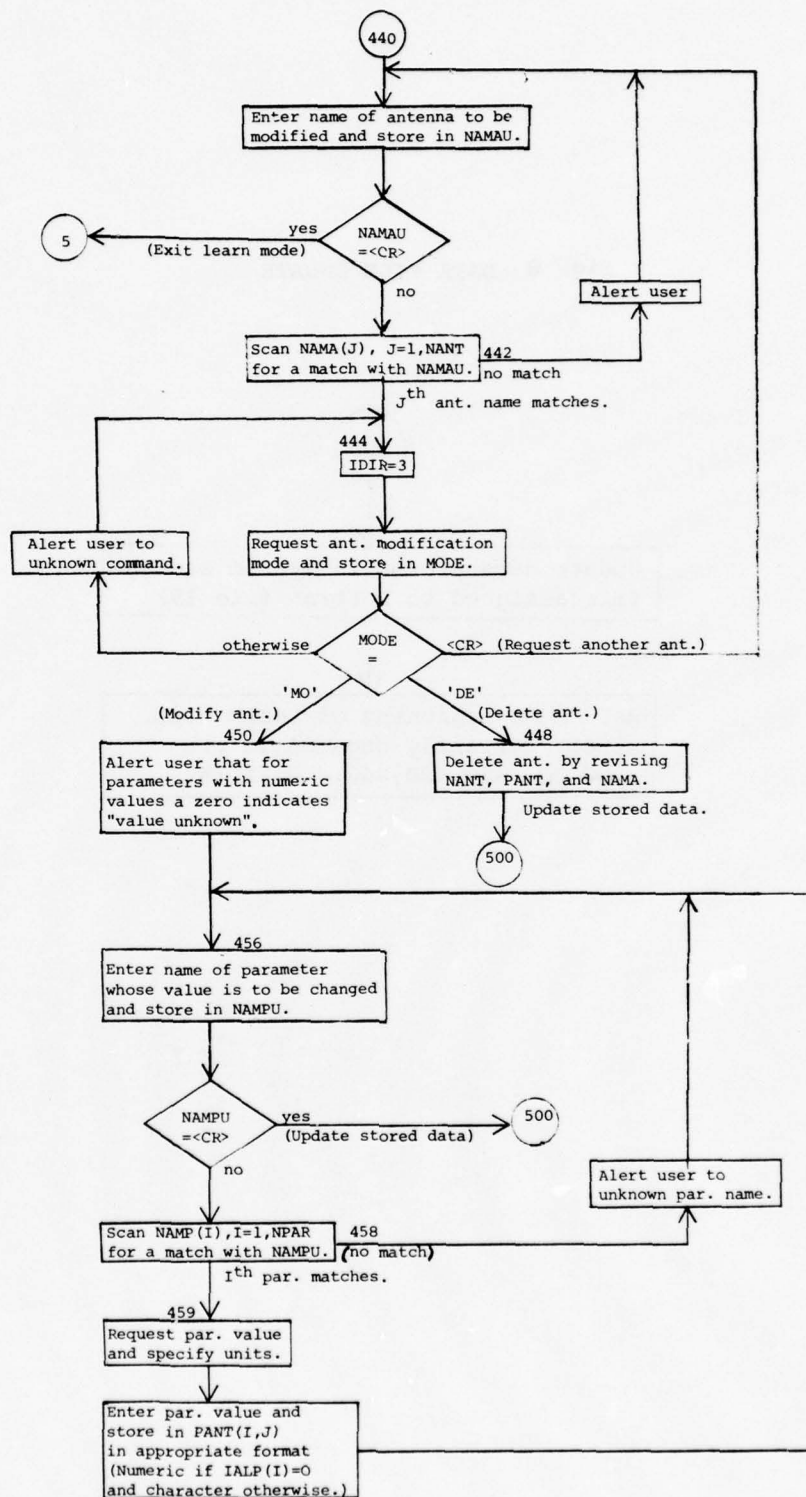 440
Enter name of antenna to be
modified and store in NAMAU.
5
yes
(Exit learn mode)
NAMAU
=<CR>
no
Alert user
Scan NAMA(J), J=1,NANT
for a match with NAMAU.
442
no match
Jth ant. name matches.
444
IDIR=3
Alert user to
unknown command.
Request ant. modification
mode and store in MODE.
otherwise
MODE
=
<CR> (Request another ant.)
'MO'
(Modify ant.)
'DE'
(Delete ant.)
450
448
Alert user that for
parameters with numeric
values a zero indicates
"value unknown".
Delete ant. by revising
NANT, PANT, and NAMA.
Update stored data.
500
456
Enter name of parameter
whose value is to be changed
and store in NAMPU.
NAMPU
=<CR>
yes
(Update stored data)
500
no
Alert user to
unknown par. name.
Scan NAMP(I),I=1,NPAR
for a match with NAMPU.
458
(no match)
Ith par. matches.
459
Request par. value
and specify units.
Enter par. value and
store in PANT(I,J)
in appropriate format
(Numeric if IALP(I)=0
and character otherwise.)